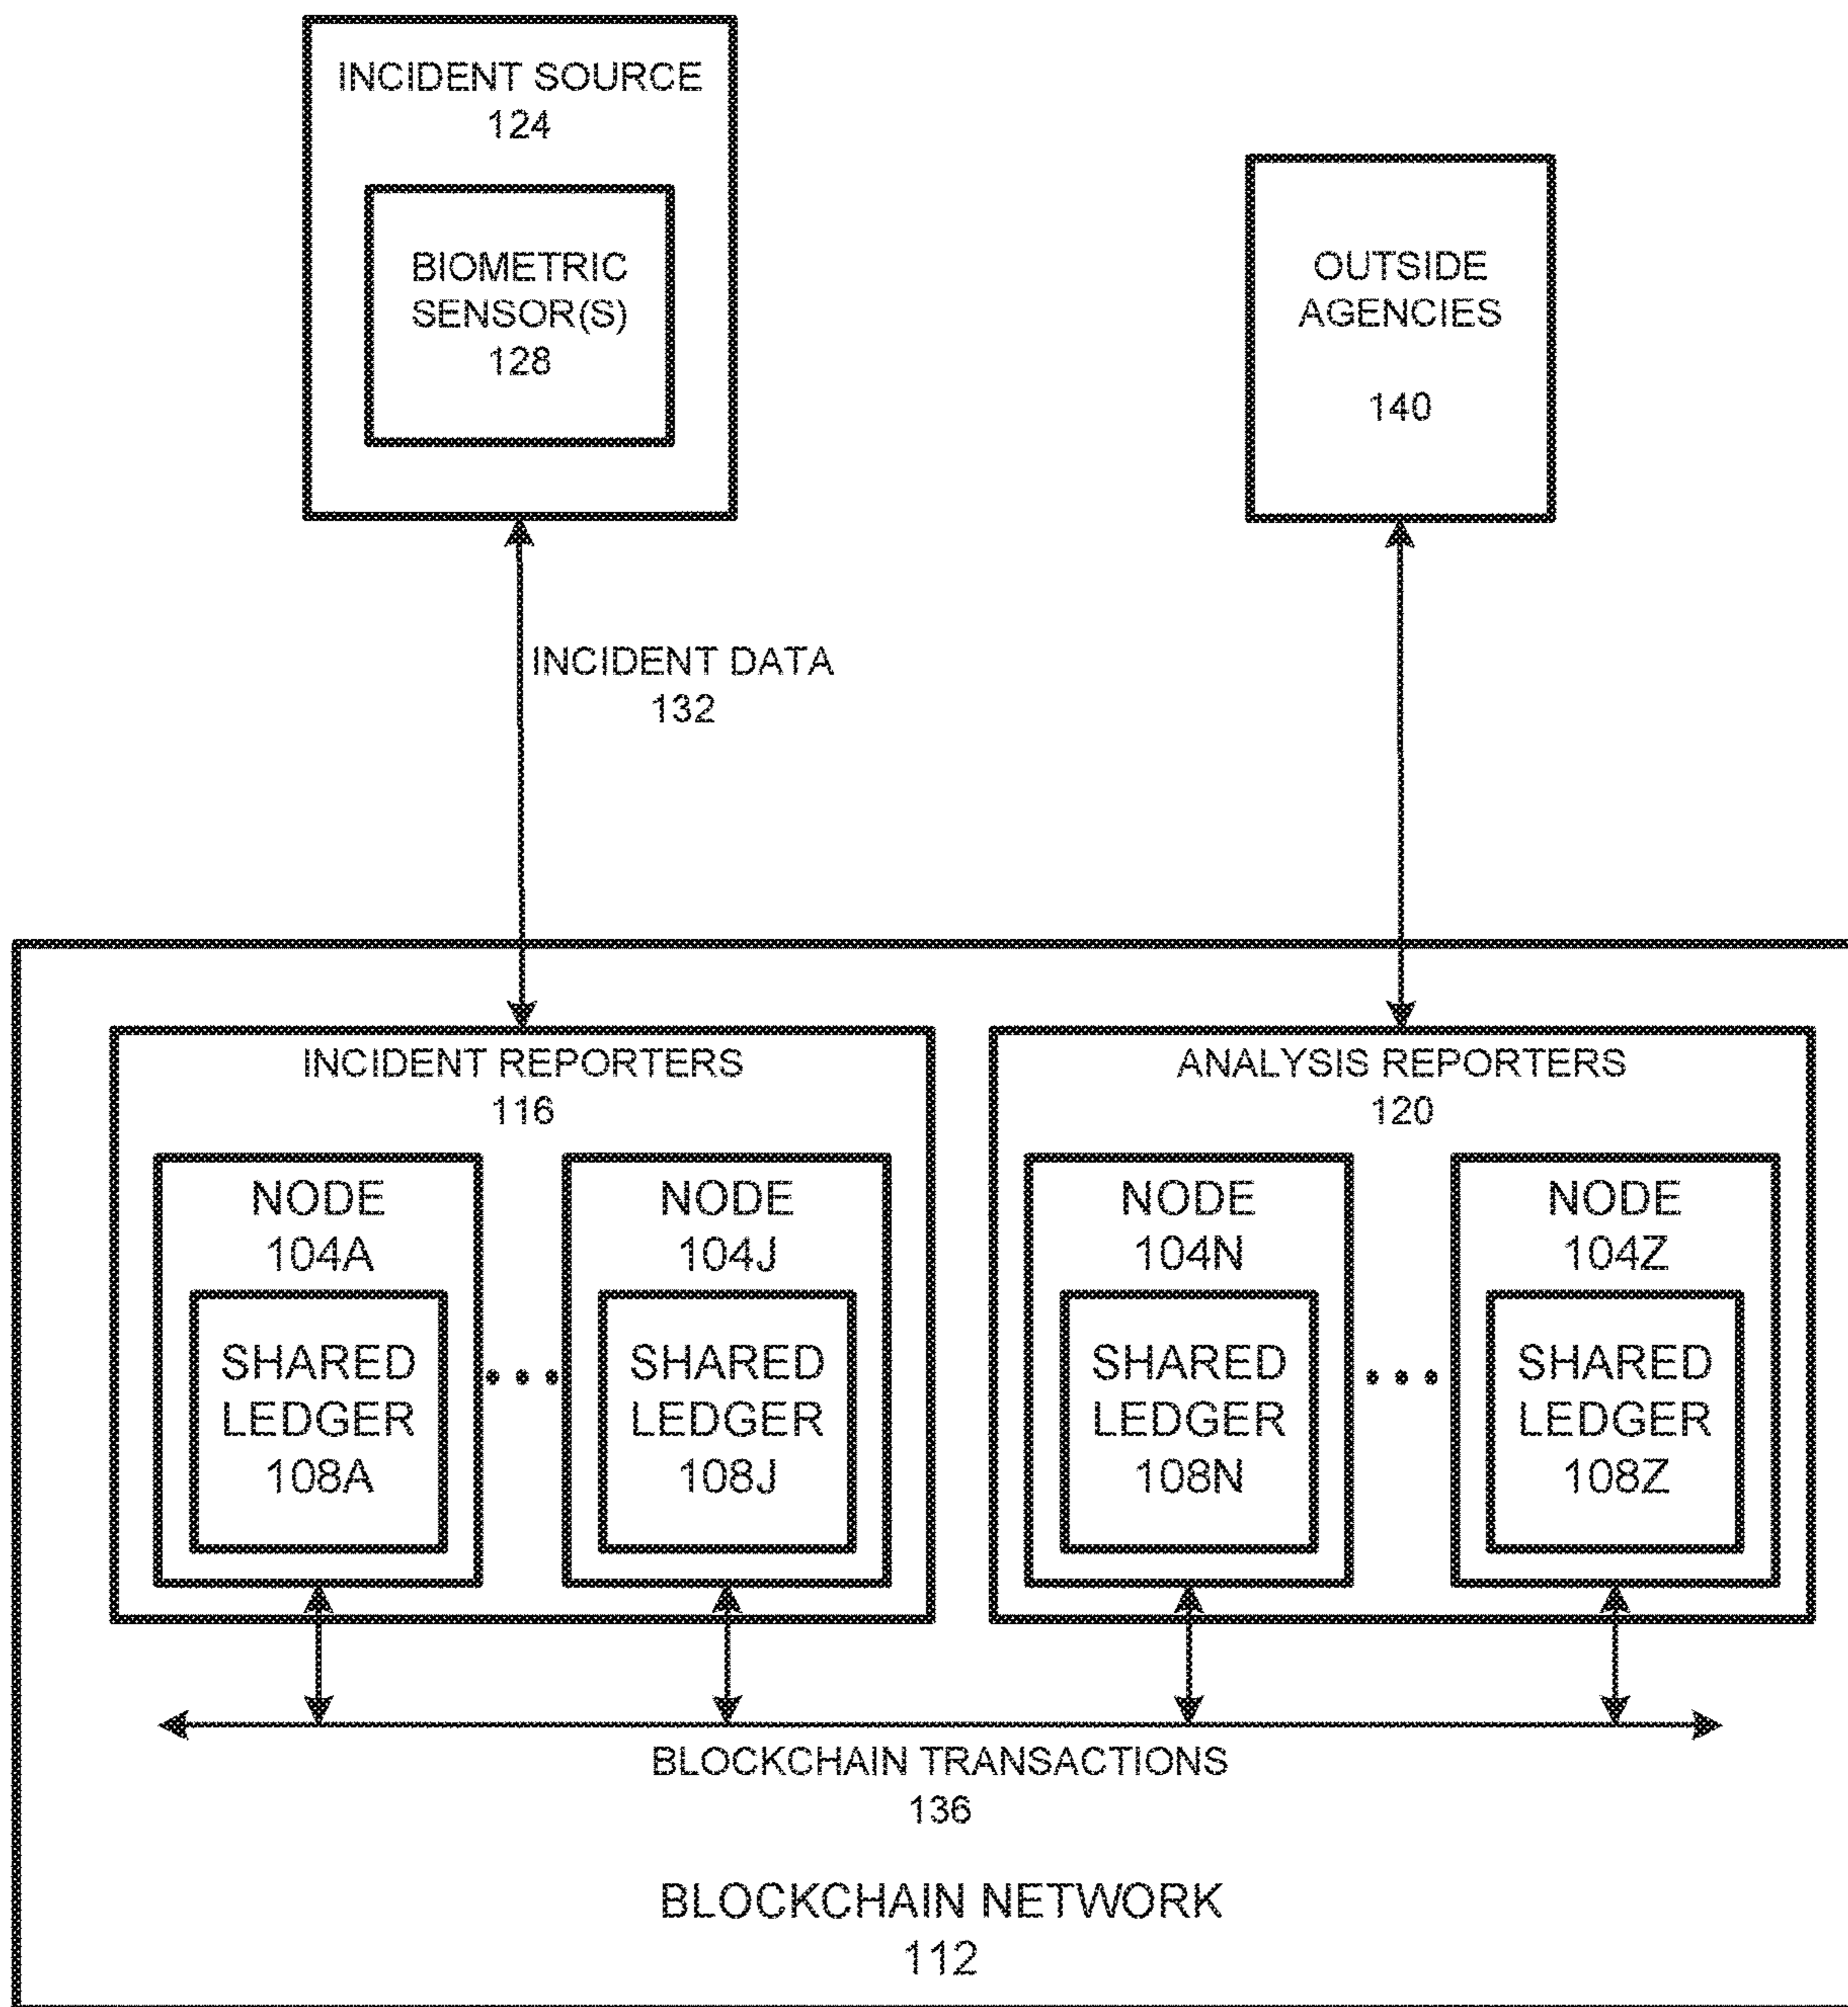 INCIDENT SOURCE
124
BIOMETRIC
SENSOR(S)
128
OUTSIDE
AGENCIES
140
INCIDENT DATA
132
INCIDENT REPORTERS
116
NODE
104A
SHARED
LEDGER
108A
NODE
104J
SHARED
LEDGER
108J
ANALYSIS REPORTERS
120
NODE
104N
SHARED
LEDGER
108N
NODE
104Z
SHARED
LEDGER
108Z
BLOCKCHAIN TRANSACTIONS
136
BLOCKCHAIN NETWORK
112